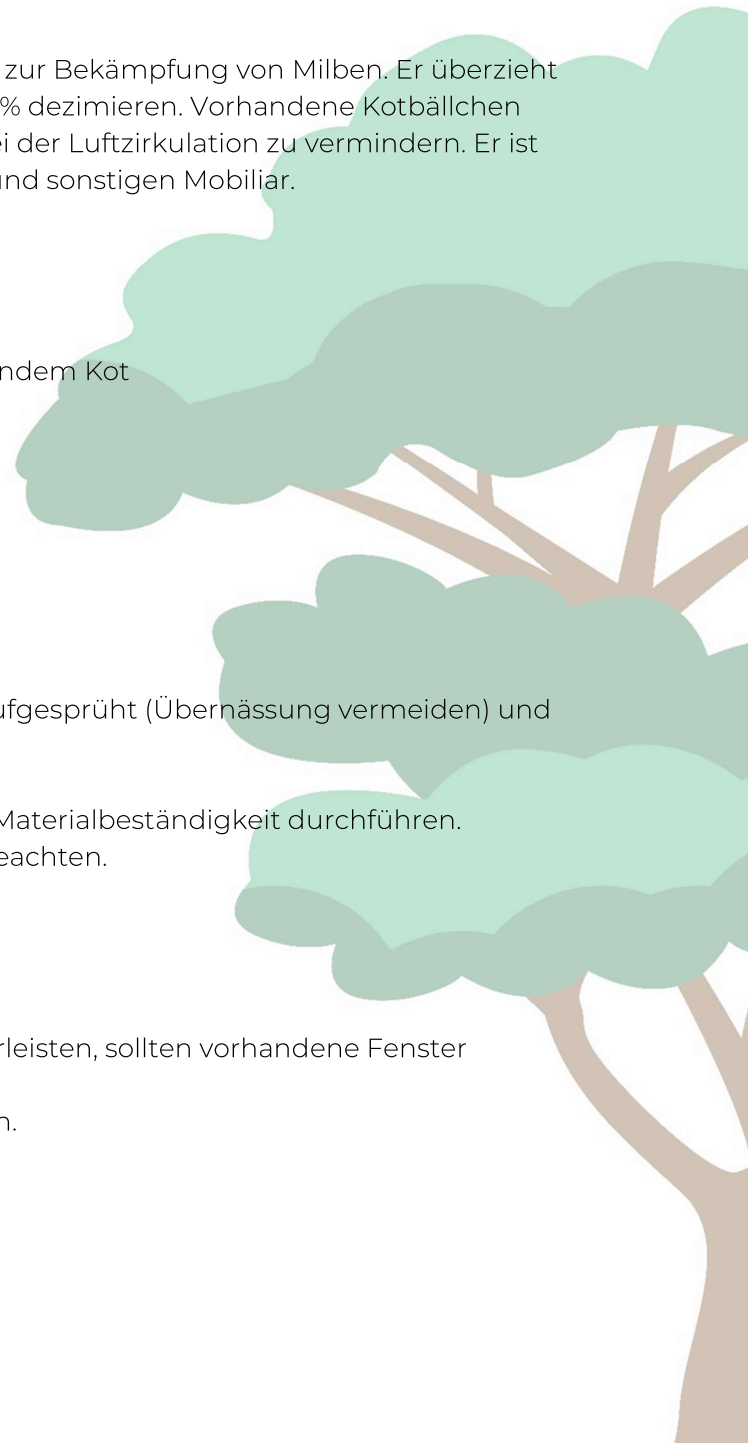 zur Bekämpfung von Milben. Er überzieht
% dezimieren. Vorhandene Kotbällchen
ei der Luftzirkulation zu vermindern. Er ist
und sonstigen Mobiliar.
ndem Kot
ufgesprüht (Übernässung vermeiden) und
Materialbeständigkeit durchführen.
eachten.
rleisten, sollten vorhandene Fenster
n.